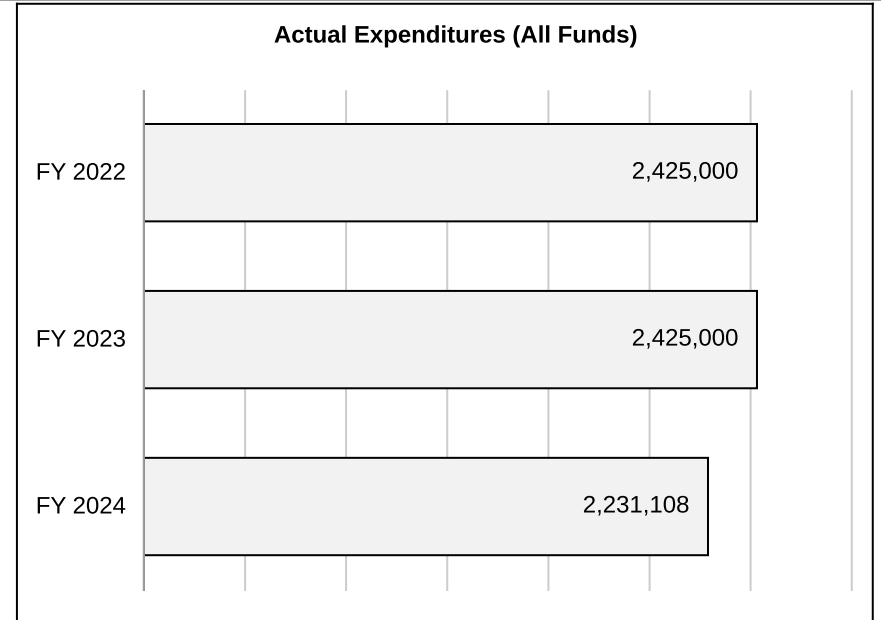 Actual Expenditures (All Funds)
FY 2022 2,425,000
FY 2023 2,425,000
FY 2024 2,231,108